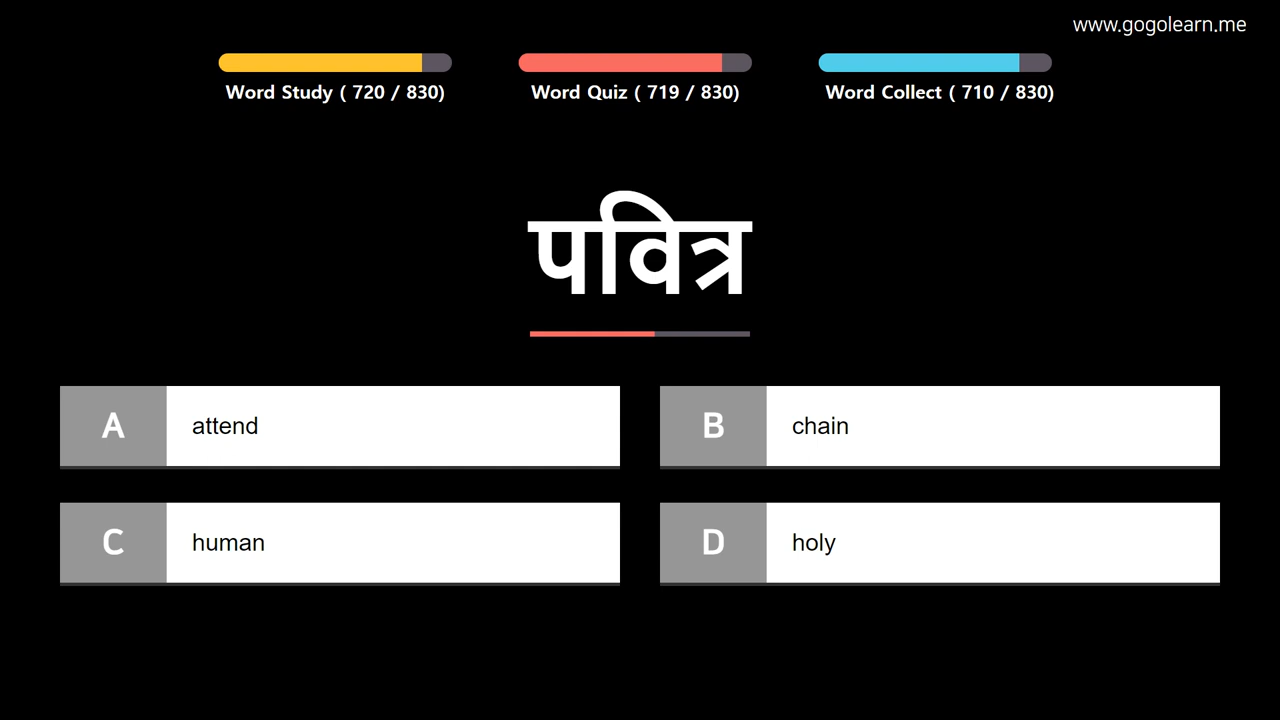 www.gogolearn.me
Word Study ( 720 / 830)
Word Quiz ( 719 / 830)
Word Collect ( 710 / 830)
पवित्र
A attend
B chain
C human
D holy